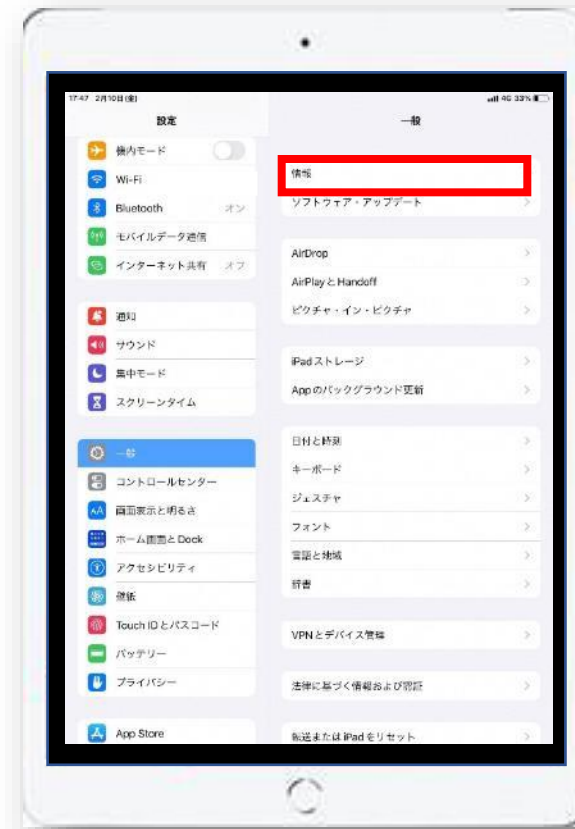 17:47 2月10日(金)
4G 33%
設定
機内モード
Wi-Fi
Bluetooth オン
モバイルデータ通信
インターネット共有 オフ
通知
サウンド
集中モード
スクリーンタイム
一般
コントロールセンター
AA 画面表示と明るさ
ホーム画面とDock
アクセシビリティ
壁紙
Touch IDとパスコード
バッテリー
プライバシー
App Store
一般
情報
ソフトウェア・アップデート
AirDrop
AirPlayとHandoff
ピクチャ・イン・ピクチャ
iPadストレージ
Appのバックグラウンド更新
日付と時刻
キーボード
ジェスチャ
フォント
言語と地域
辞書
VPNとデバイス管理
法律に基づく情報および認証
転送またはiPadをリセット